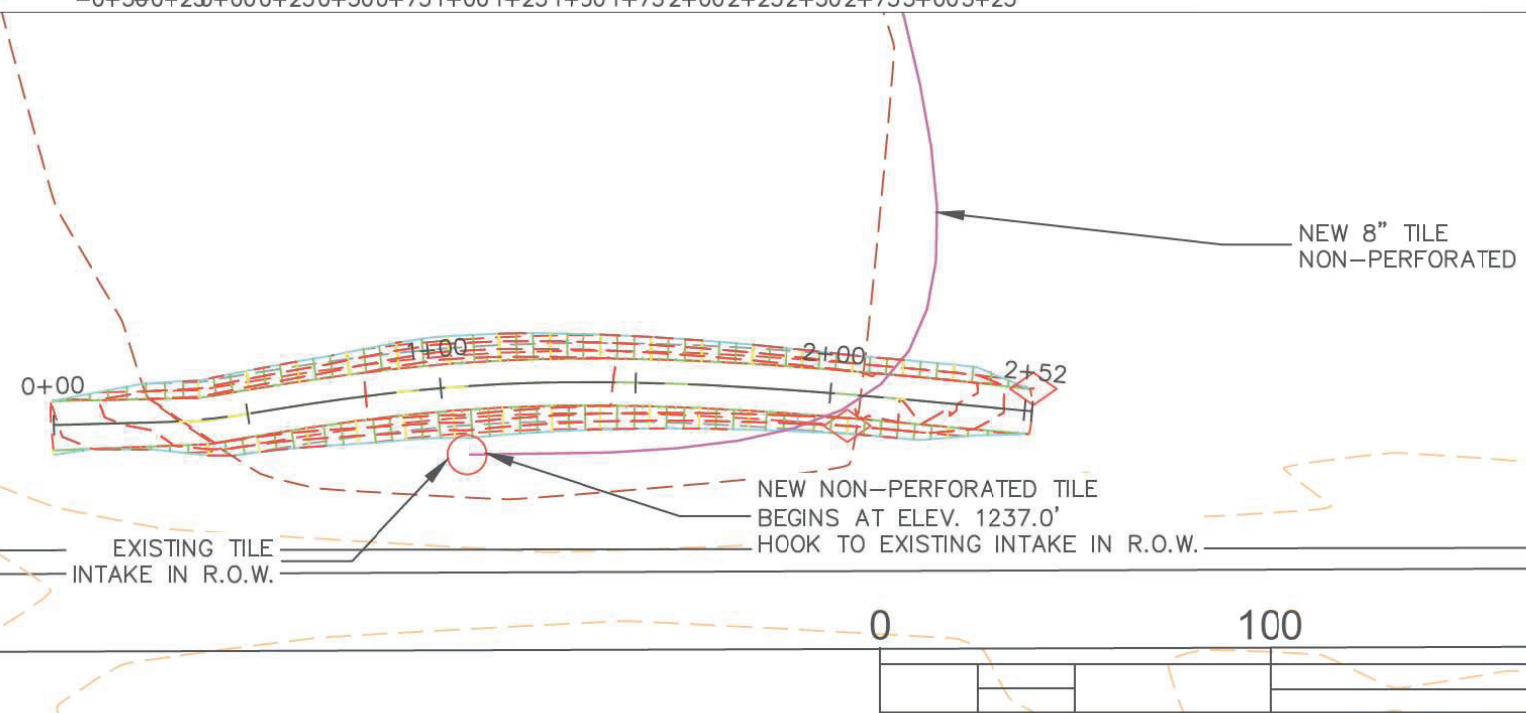 1+00
2+00
2+52
0+00
NEW 8" TILE
NON-PERFORATED
NEW NON-PERFORATED TILE
BEGINS AT ELEV. 1237.0'
HOOK TO EXISTING INTAKE IN R.O.W.
EXISTING TILE
INTAKE IN R.O.W.
0
100